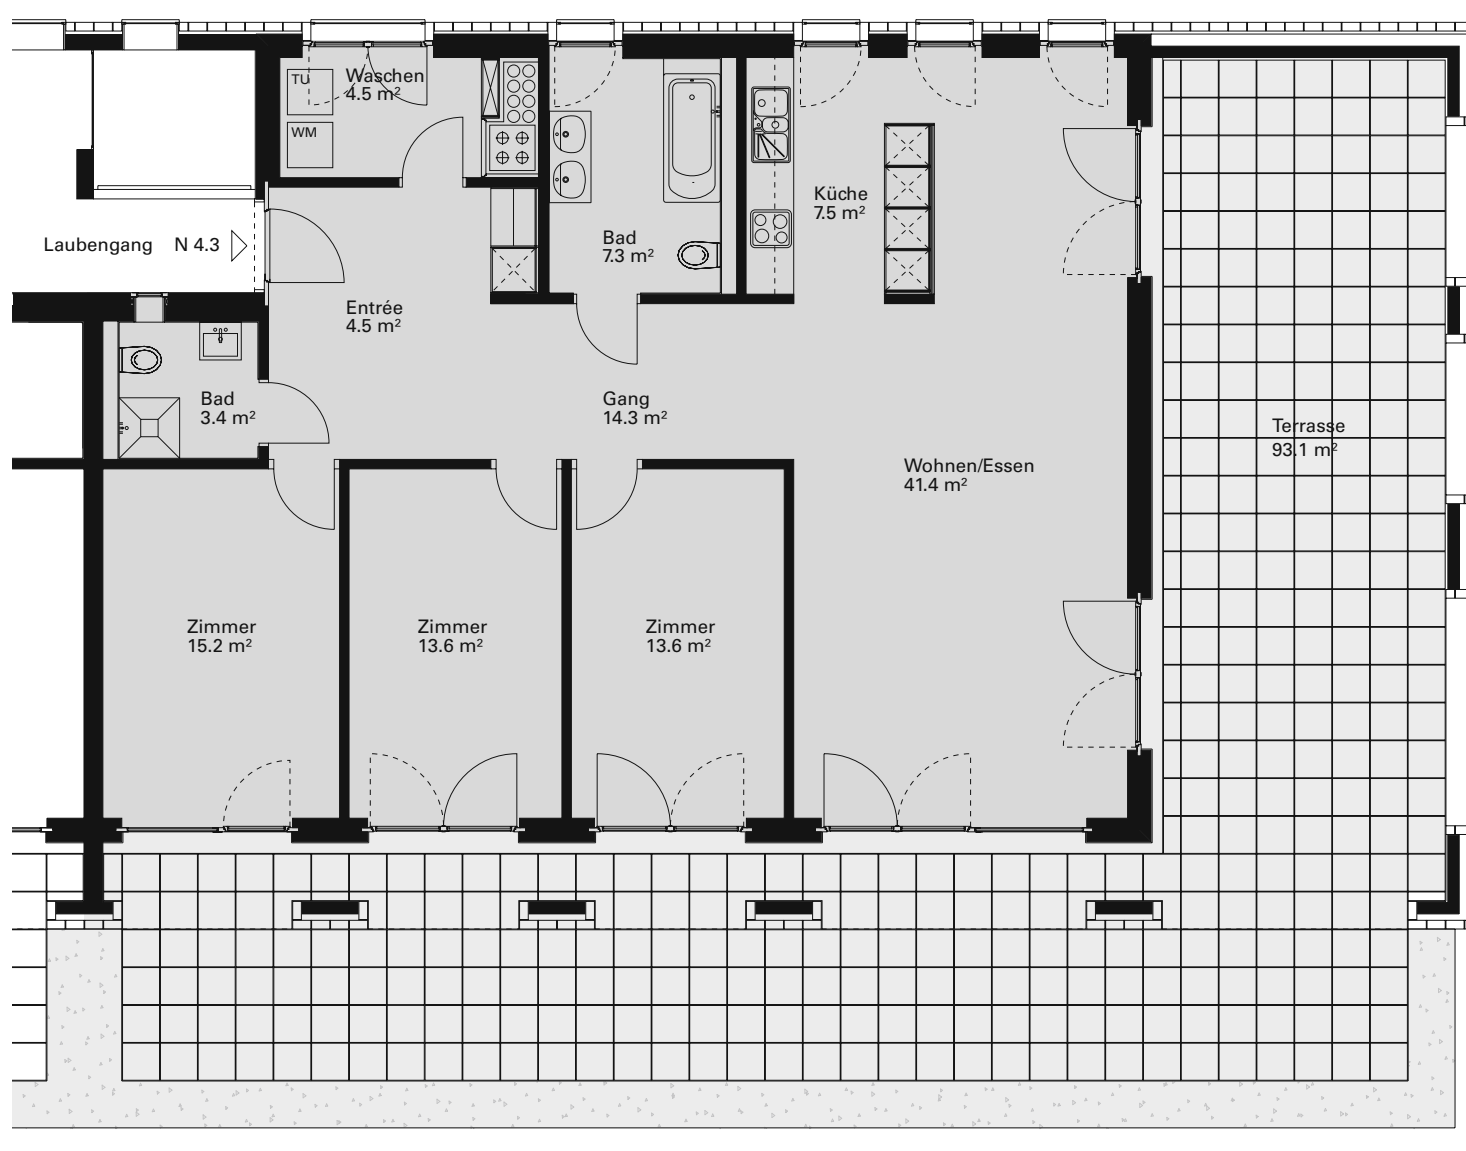 TU
Waschen
4.5 m²
WM
Küche
7.5 m²
Laubengang N 4.3
Bad
7.3 m²
Entrée
4.5 m²
Bad
3.4 m²
Gang
14.3 m²
Terrasse
93.1 m²
Wohnen/Essen
41.4 m²
Zimmer
15.2 m²
Zimmer
13.6 m²
Zimmer
13.6 m²